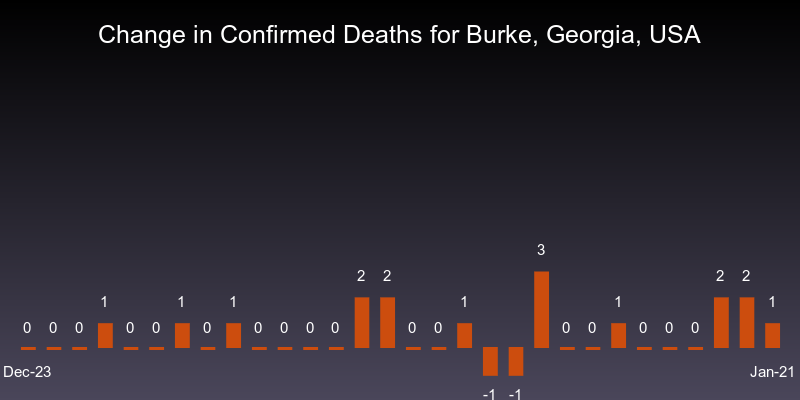 Change in Confirmed Deaths for Burke, Georgia, USA
3
2 2 2 2
1 1 1 1 1 1
0 0 0 0 0 0 0 0 0 0 0 0 0 0 0 0 0
Dec-23 Jan-21
-1 -1